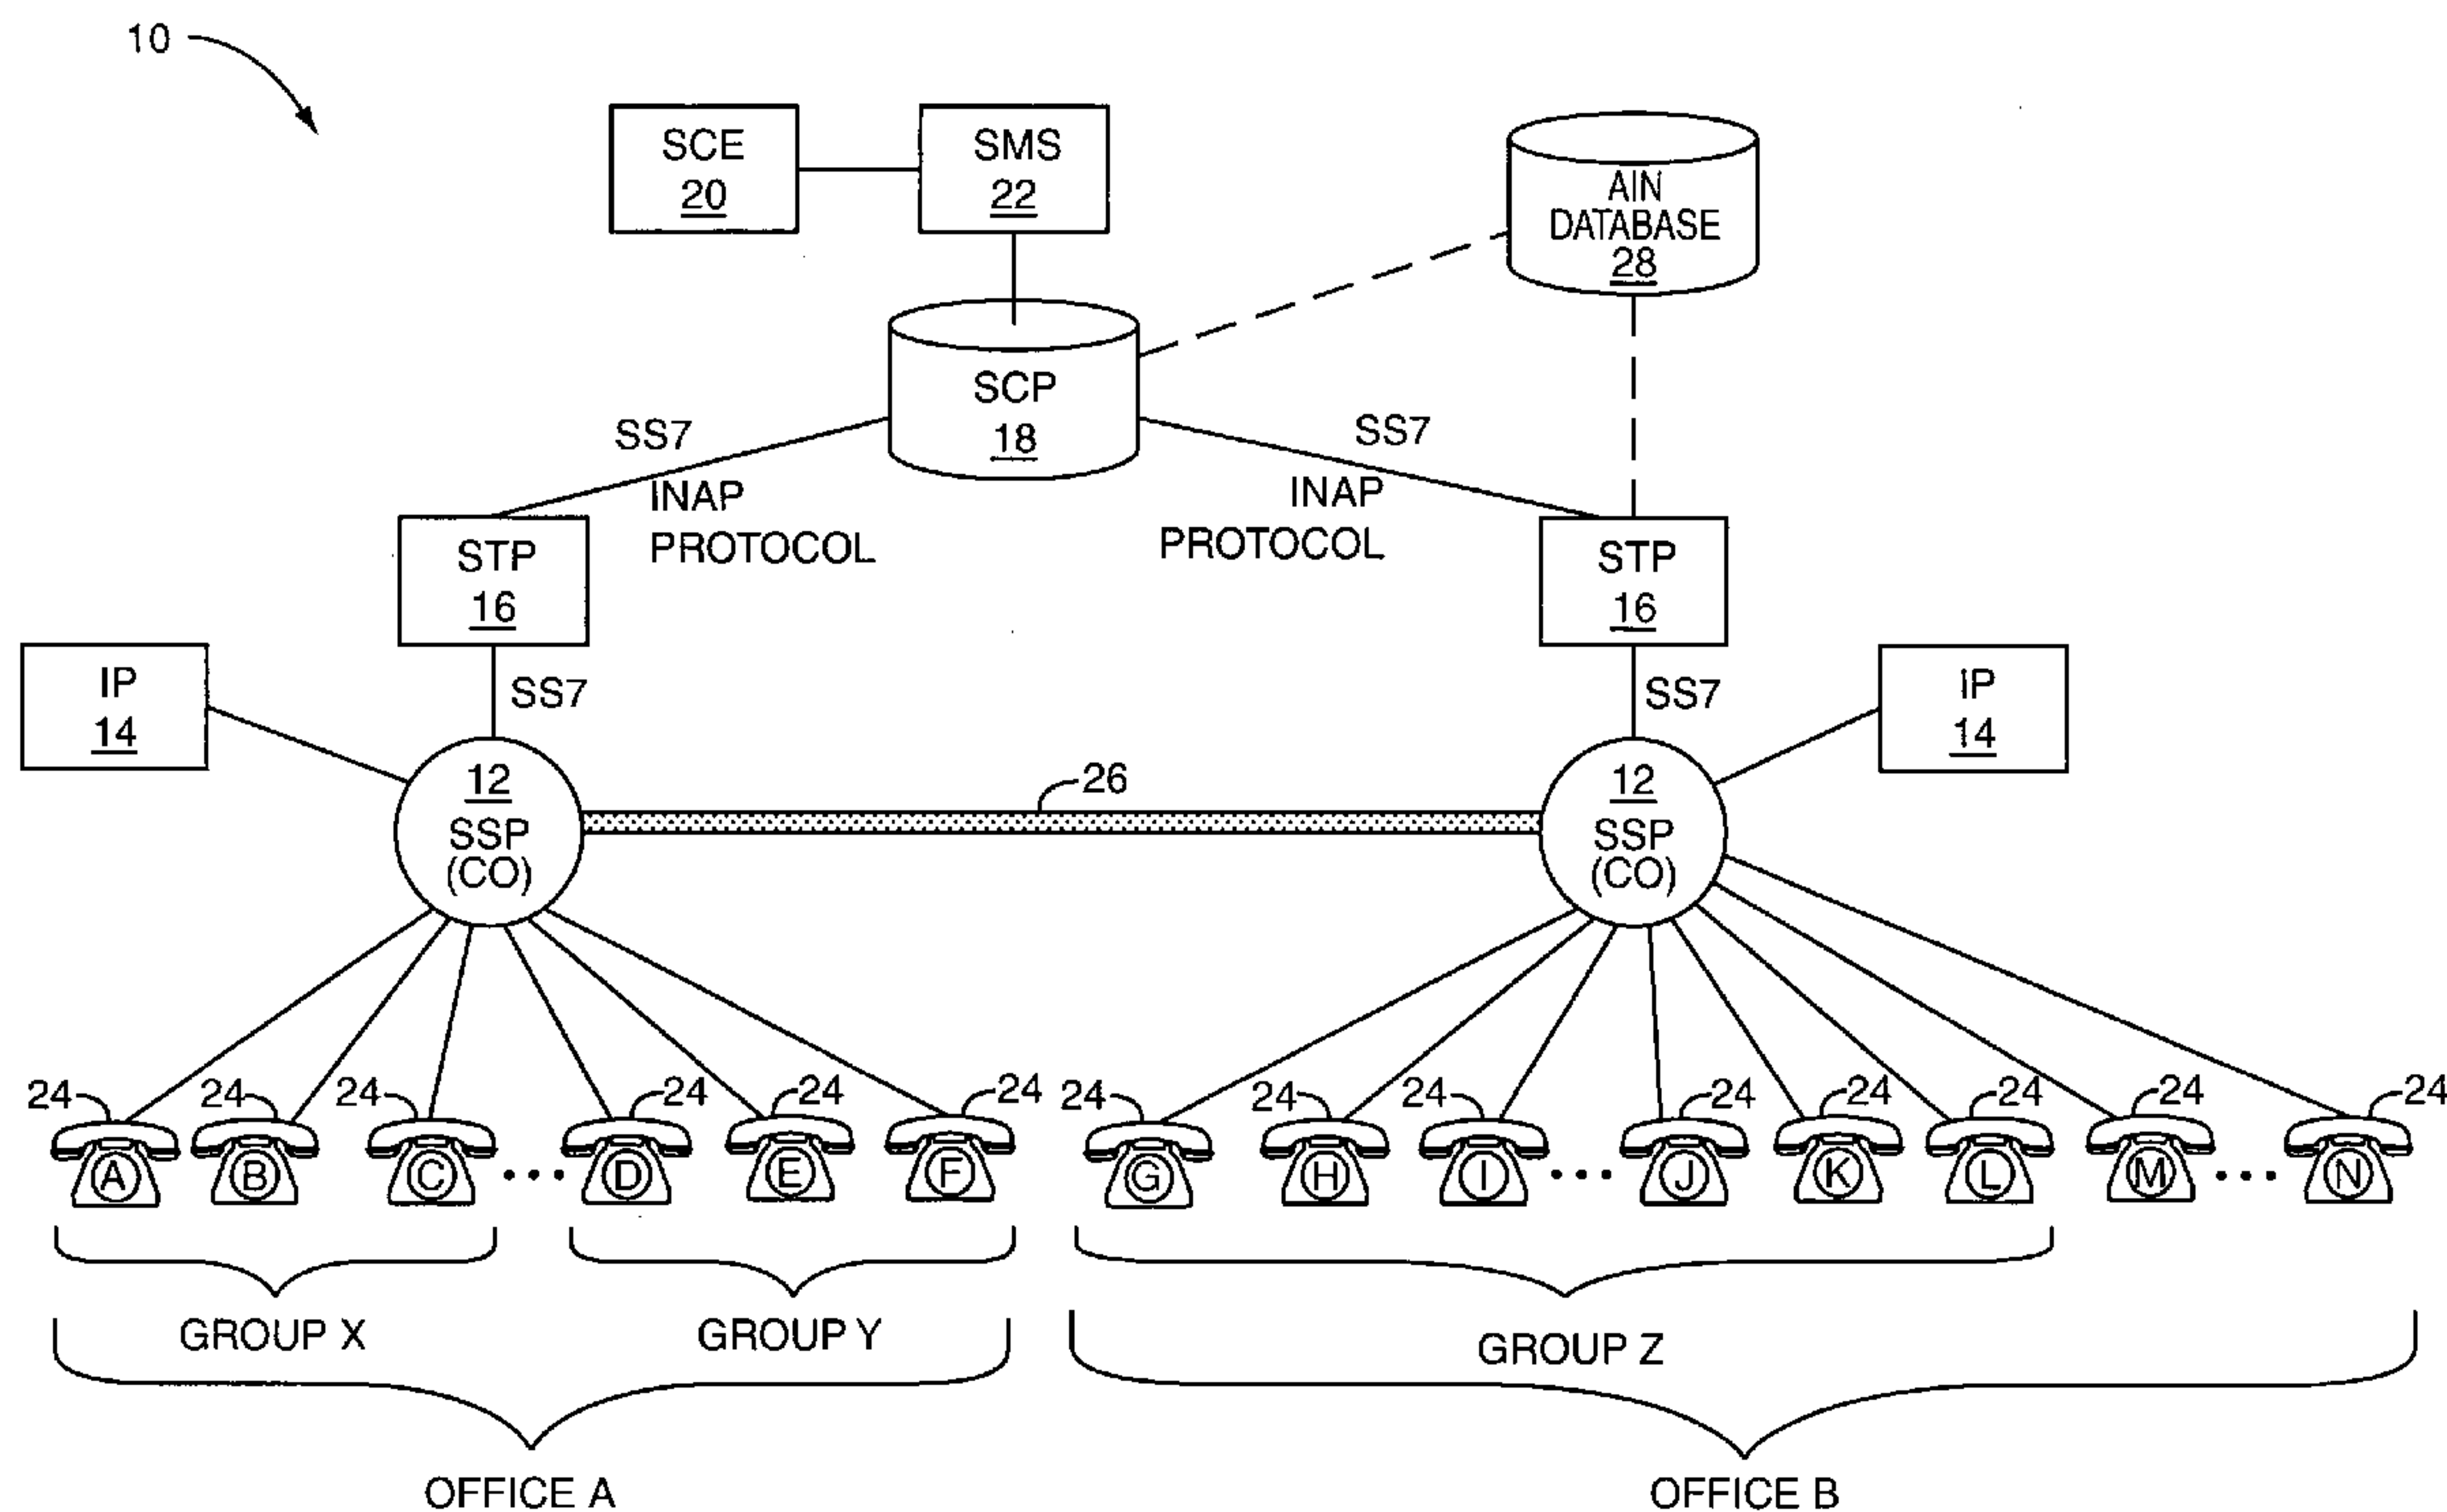 10
SCE
20
SMS
22
AIN
DATABASE
28
SCP
18
SS7
INAP
PROTOCOL
SS7
INAP
PROTOCOL
STP
16
STP
16
SS7
SS7
IP
14
IP
14
12
SSP
(CO)
26
12
SSP
(CO)
24 24 24 24 24 24 24 24 24 24 24 24 24 24
A B C ... D E F G H I ... J K L M ... N
GROUP X
GROUP Y
GROUP Z
OFFICE A
OFFICE B